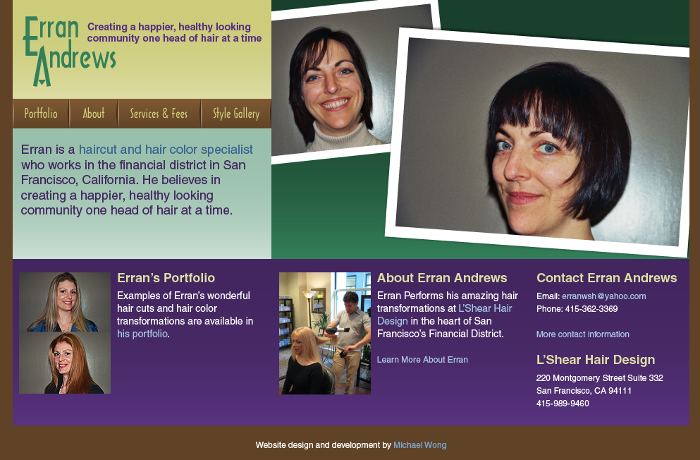 Erran
Andrews
Creating a happier, healthy looking
community one head of hair at a time
Portfolio
About
Services & Fees
Style Gallery
Erran is a haircut and hair color specialist
who works in the financial district in San
Francisco, California. He believes in
creating a happier, healthy looking
community one head of hair at a time.
Erran's Portfolio
Examples of Erran's wonderful
hair cuts and hair color
transformations are available in
his portfolio.
About Erran Andrews
Erran Performs his amazing hair
transformations at L'Shear Hair
Design in the heart of San
Francisco's Financial District.
Learn More About Erran
Contact Erran Andrews
Email: erranwsh@yahoo.com
Phone: 415-362-3369
More contact information
L'Shear Hair Design
220 Montgomery Street Suite 332
San Francisco, CA 94111
415-989-9460
Website design and development by Michael Wong